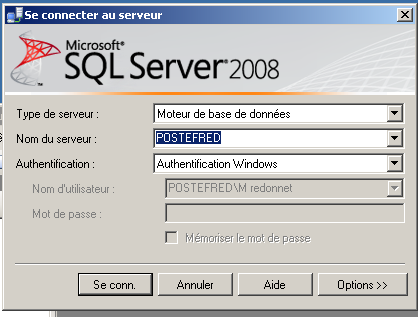 Se connecter au serveur
Microsoft®
SQL Server® 2008
Type de serveur :
Moteur de base de données
Nom du serveur :
POSTEFRED
Authentification :
Authentification Windows
Nom d'utilisateur :
POSTEFRED\M redonnet
Mot de passe :
Mémoriser le mot de passe
Se conn.
Annuler
Aide
Options >>